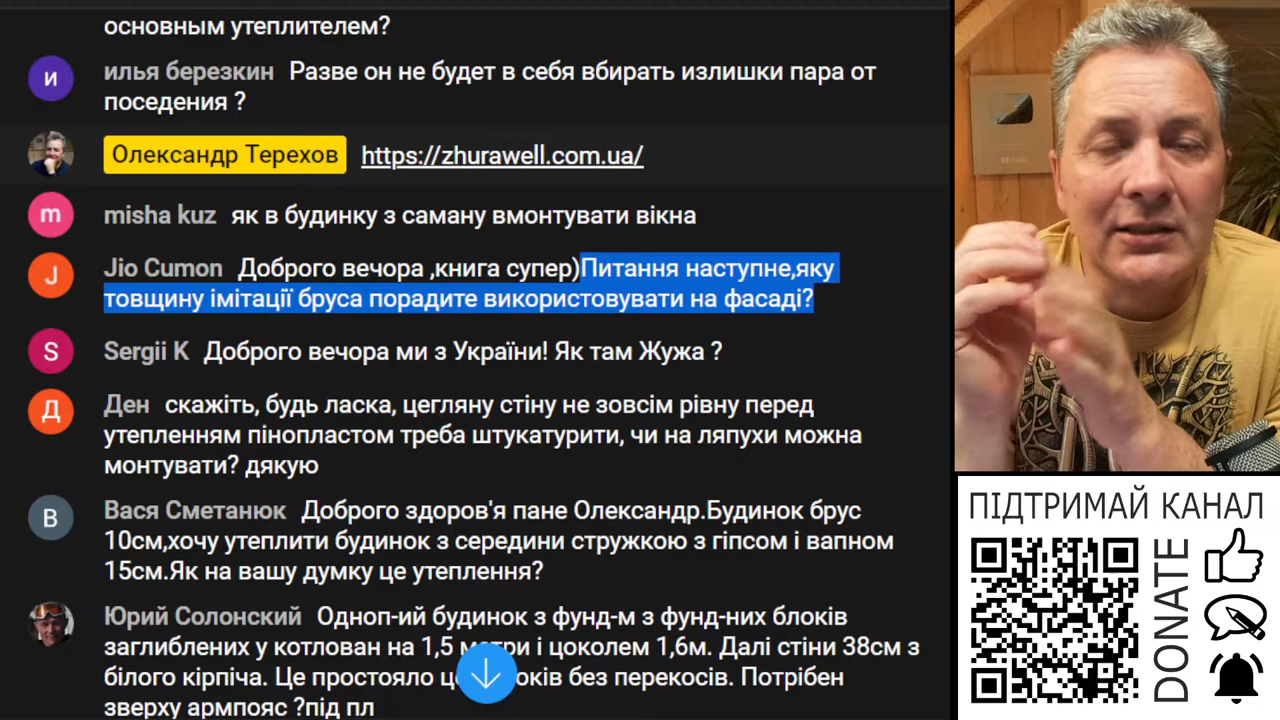 основным утеплителем?
илья березкин Разве он не будет в себя вбирать излишки пара от
поседения ?
Олександр Терехов https://zhurawell.com.ua/
misha kuz як в будинку з саману вмонтувати вікна
Jio Cumon Доброго вечора ,книга супер)Питання наступне,яку
товщину імітації бруса порадите використовувати на фасаді?
Sergii K Доброго вечора ми з України! Як там Жужа ?
Ден скажіть, будь ласка, цегляну стіну не зовсім рівну перед
утепленням пінопластом треба штукатурити, чи на ляпухи можна
монтувати? дякую
Вася Сметанюк Доброго здоров'я пане Олександр.Будинок брус
10см,хочу утеплити будинок з середини стружкою з гіпсом і вапном
15см.Як на вашу думку це утеплення?
Юрий Солонский Одноп-ий будинок з фунд-м з фунд-них блоків
заглиблених у котлован на 1,5 метри і цоколем 1,6м. Далі стіни 38см з
білого кірпіча. Це простояло років без перекосів. Потрібен
зверху армпояс ?під пл
ПІДТРИМАЙ КАНАЛ
DONATE